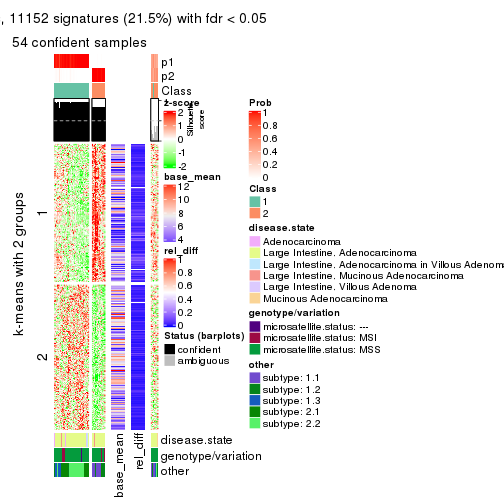 , 11152 signatures (21.5%) with fdr < 0.05
54 confident samples
p1
p2
Class
Silhouette
score
k-means with 2 groups
1
2
z-score
2
1
0
-1
-2
base_mean
12
10
8
6
4
rel_diff
1
0.8
0.6
0.4
0.2
0
Status (barplots)
confident
ambiguous
Prob
1
0.8
0.6
0.4
0.2
0
Class
1
2
disease.state
Adenocarcinoma
Large Intestine. Adenocarcinoma
Large Intestine. Adenocarcinoma in Villous Adenom
Large Intestine. Mucinous Adenocarcinoma
Large Intestine. Villous Adenoma
Mucinous Adenocarcinoma
genotype/variation
microsatellite.status: ---
microsatellite.status: MSI
microsatellite.status: MSS
other
subtype: 1.1
subtype: 1.2
subtype: 1.3
subtype: 2.1
subtype: 2.2
disease.state
genotype/variation
other
base_mean
rel_diff